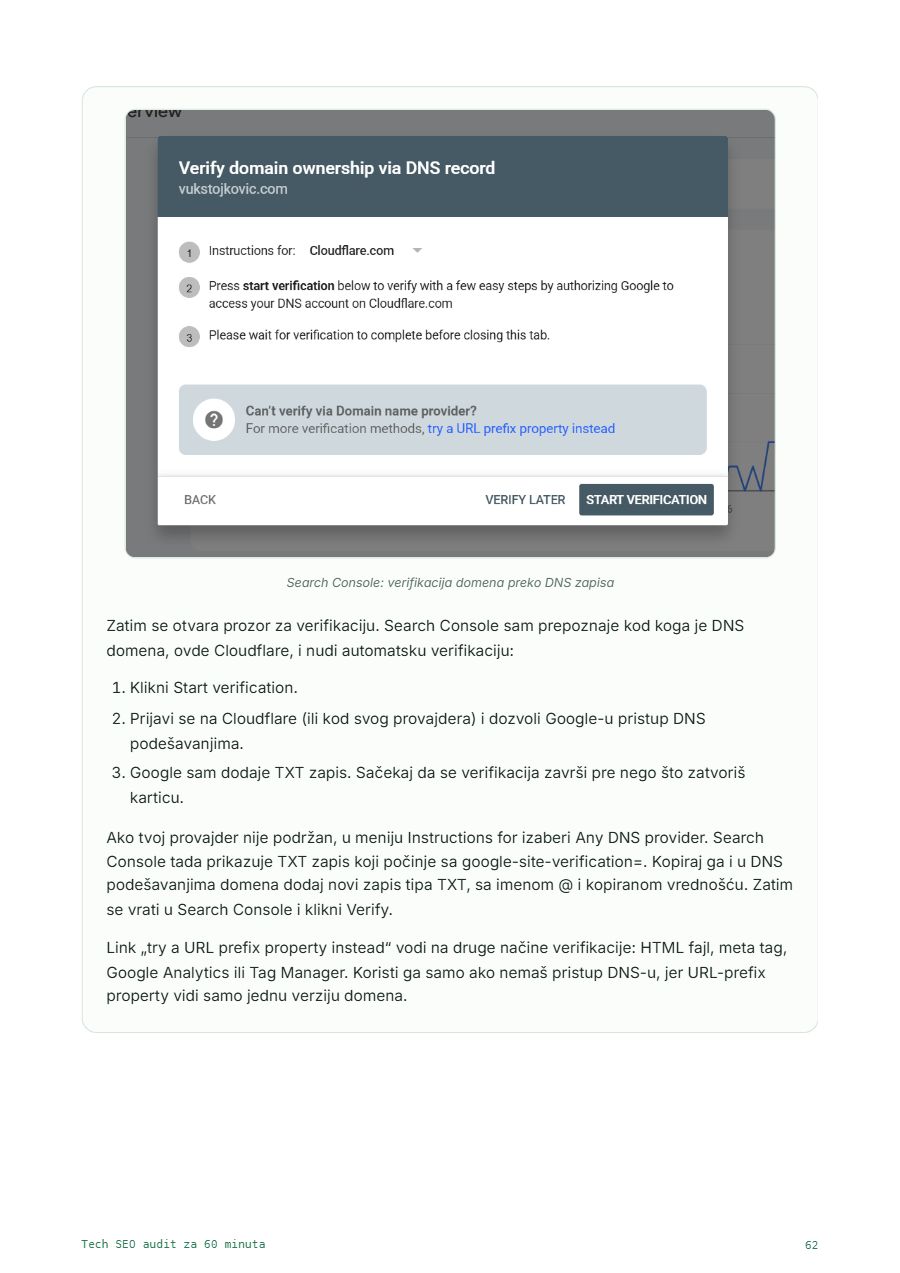 erview
Verify domain ownership via DNS record
vukstojkovic.com
1 Instructions for: Cloudflare.com
2 Press start verification below to verify with a few easy steps by authorizing Google to
access your DNS account on Cloudflare.com
3 Please wait for verification to complete before closing this tab.
Can't verify via Domain name provider?
For more verification methods, try a URL prefix property instead
BACK VERIFY LATER START VERIFICATION
Search Console: verifikacija domena preko DNS zapisa
Zatim se otvara prozor za verifikaciju. Search Console sam prepoznaje kod koga je DNS
domena, ovde Cloudflare, i nudi automatsku verifikaciju:
1. Klikni Start verification.
2. Prijavi se na Cloudflare (ili kod svog provajdera) i dozvoli Google-u pristup DNS
podešavanjima.
3. Google sam dodaje TXT zapis. Sačekaj da se verifikacija završi pre nego što zatvoriš
karticu.
Ako tvoj provajder nije podržan, u meniju Instructions for izaberi Any DNS provider. Search
Console tada prikazuje TXT zapis koji počinje sa google-site-verification=. Kopiraj ga i u DNS
podešavanjima domena dodaj novi zapis tipa TXT, sa imenom @ i kopiranom vrednošću. Zatim
se vrati u Search Console i klikni Verify.
Link „try a URL prefix property instead“ vodi na druge načine verifikacije: HTML fajl, meta tag,
Google Analytics ili Tag Manager. Koristi ga samo ako nemaš pristup DNS-u, jer URL-prefix
property vidi samo jednu verziju domena.
Tech SEO audit za 60 minuta 62